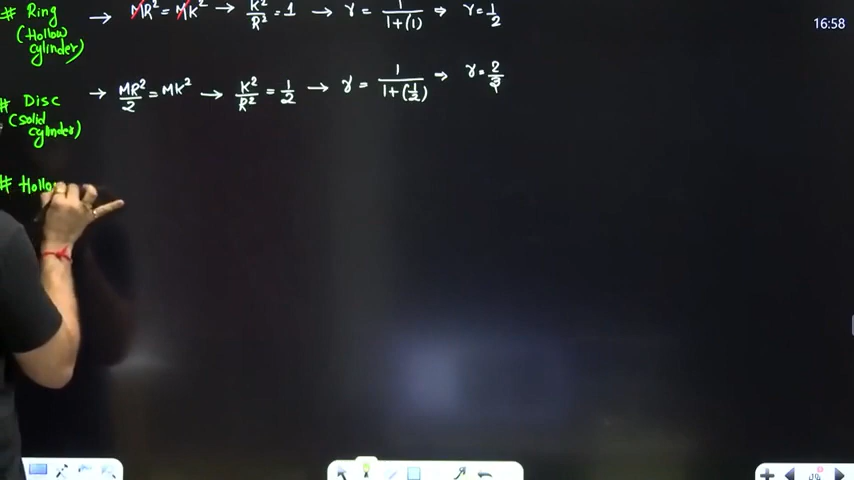 # Ring → MR² = MK² → K²/R² = 1 → γ = 1/(1+(1)) ⇒ γ = 1/2
(Hollow cylinder)
16:58
# Disc → MR²/2 = MK² → K²/R² = 1/2 → γ = 1/(1+(1/2)) ⇒ γ = 2/3
(solid cylinder)
# Hollo